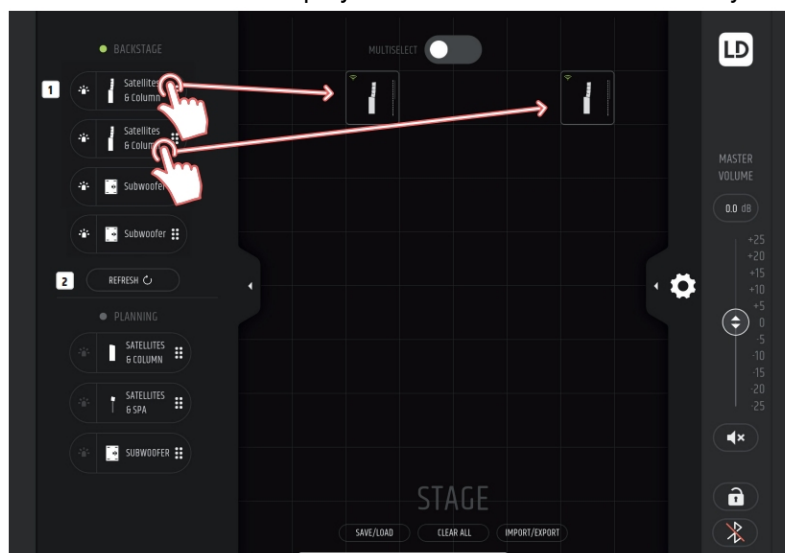 BACKSTAGE
MULTISELECT
LD
1
Satellites
& Column
Satellites
& Column
Subwoofer
Subwoofer
2
REFRESH
PLANNING
SATELLITES
& COLUMN
SATELLITES
& SPA
SUBWOOFER
STAGE
SAVE/LOAD
CLEAR ALL
IMPORT/EXPORT
MASTER
VOLUME
0.0 dB
+25
+20
+15
+10
+5
0
-5
-10
-15
-20
-25